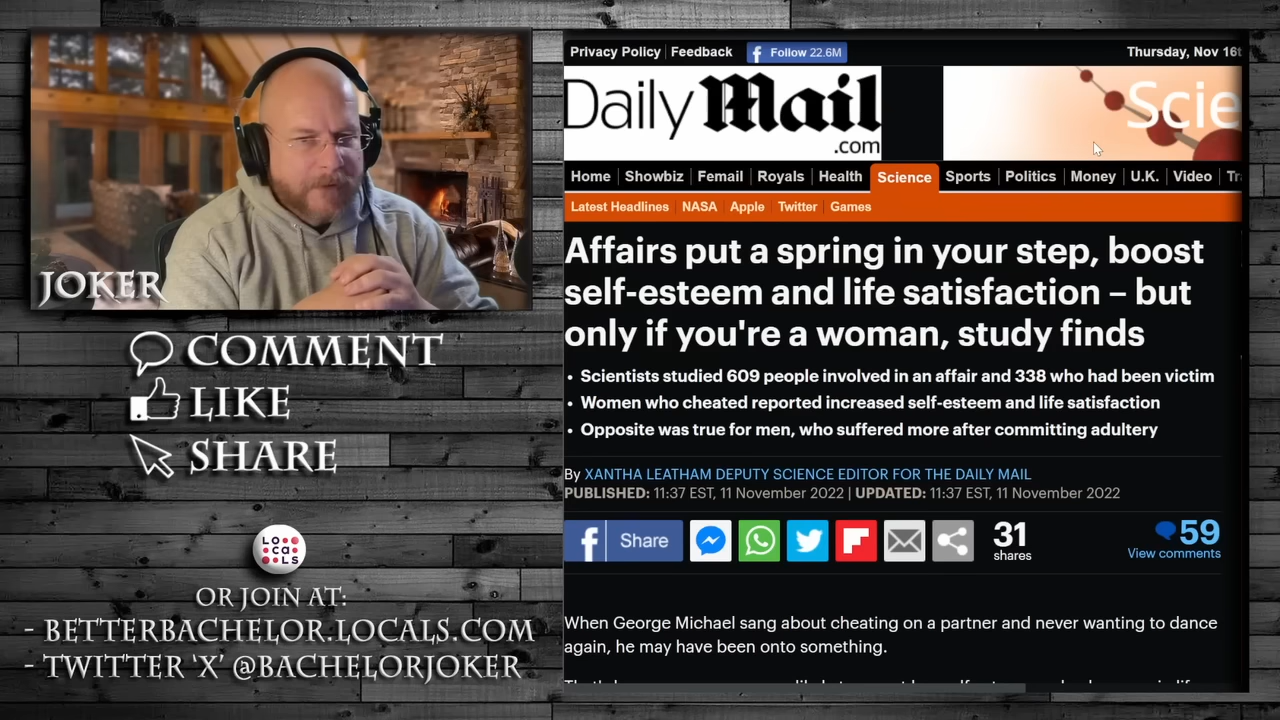 JOKER
COMMENT
LIKE
SHARE
LOCALS
OR JOIN AT:
- BETTERBACHELOR.LOCALS.COM
- TWITTER 'X' @BACHELORJOKER
Privacy Policy | Feedback
f Follow 22.6M
Thursday, Nov 16t
Daily Mail
.com
Scie
Home | Showbiz | Femail | Royals | Health | Science | Sports | Politics | Money | U.K. | Video | Tr
Latest Headlines | NASA | Apple | Twitter | Games
Affairs put a spring in your step, boost
self-esteem and life satisfaction – but
only if you're a woman, study finds
• Scientists studied 609 people involved in an affair and 338 who had been victim
• Women who cheated reported increased self-esteem and life satisfaction
• Opposite was true for men, who suffered more after committing adultery
By XANTHA LEATHAM DEPUTY SCIENCE EDITOR FOR THE DAILY MAIL
PUBLISHED: 11:37 EST, 11 November 2022 | UPDATED: 11:37 EST, 11 November 2022
f Share
31
shares
59
View comments
When George Michael sang about cheating on a partner and never wanting to dance
again, he may have been onto something.